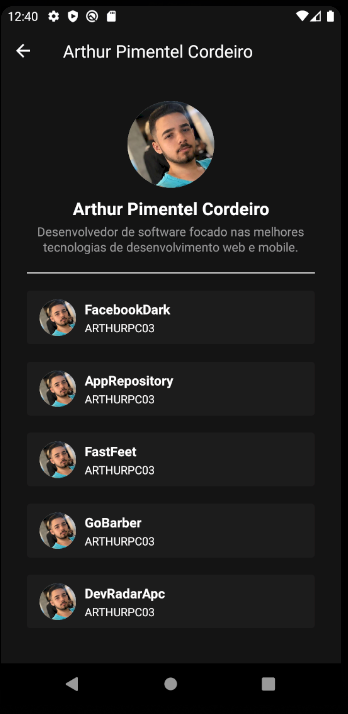 12:40
Arthur Pimentel Cordeiro
Arthur Pimentel Cordeiro
Desenvolvedor de software focado nas melhores
tecnologias de desenvolvimento web e mobile.
FacebookDark
ARTHURPC03
AppRepository
ARTHURPC03
FastFeet
ARTHURPC03
GoBarber
ARTHURPC03
DevRadarApc
ARTHURPC03